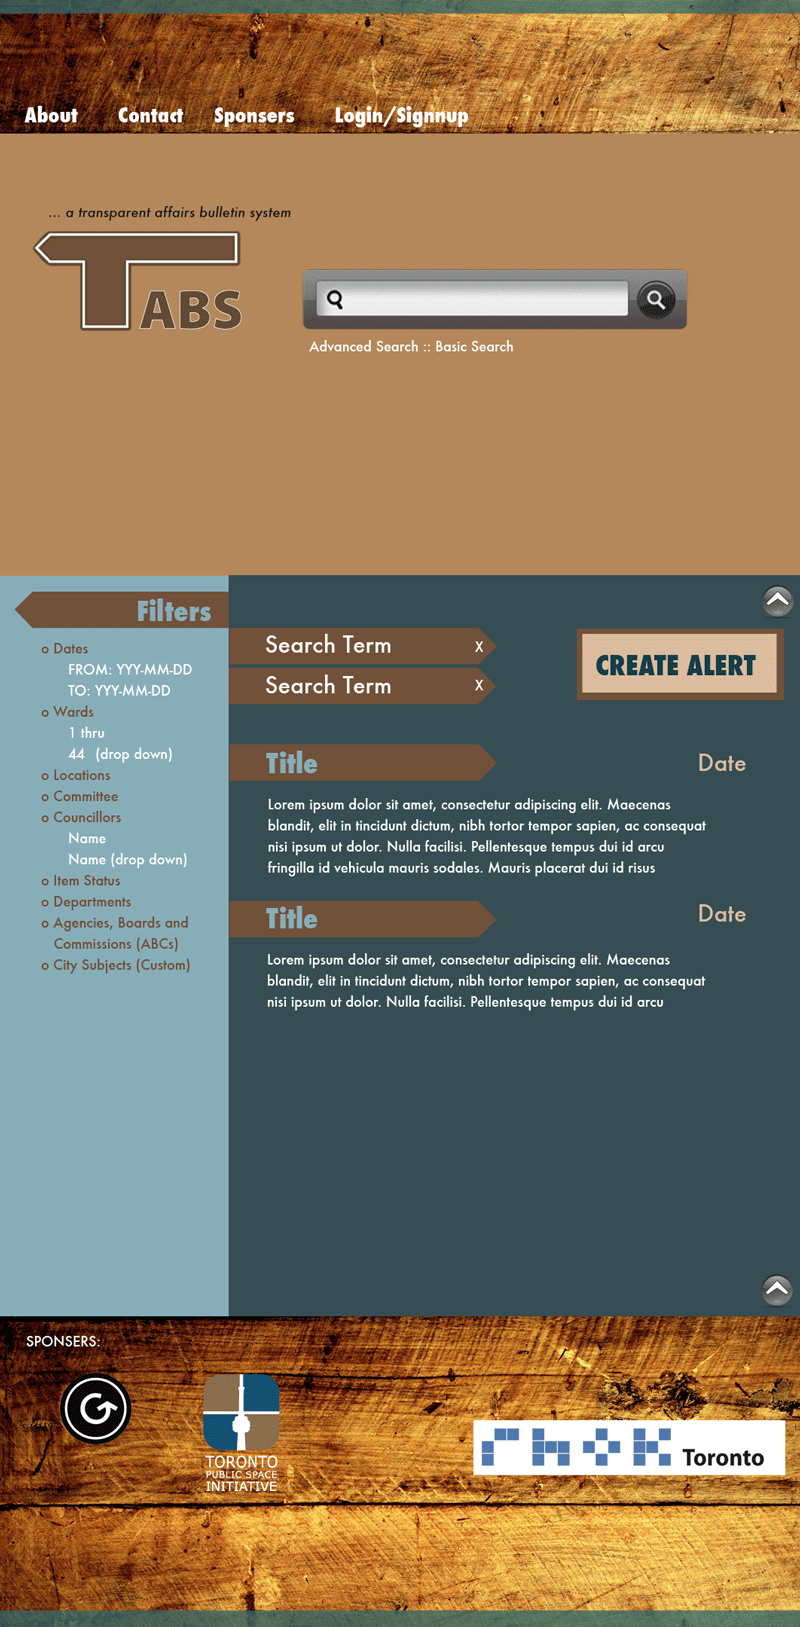 About Contact Sponsers Login/Signnup
... a transparent affairs bulletin system
TABS
Advanced Search :: Basic Search
Filters
o Dates
FROM: YYY-MM-DD
TO: YYY-MM-DD
o Wards
1 thru
44 (drop down)
o Locations
o Committee
o Councillors
Name
Name (drop down)
o Item Status
o Departments
o Agencies, Boards and
Commissions (ABCs)
o City Subjects (Custom)
Search Term x
Search Term x
CREATE ALERT
Title Date
Lorem ipsum dolor sit amet, consectetur adipiscing elit. Maecenas
blandit, elit in tincidunt dictum, nibh tortor tempor sapien, ac consequat
nisi ipsum ut dolor. Nulla facilisi. Pellentesque tempus dui id arcu
fringilla id vehicula mauris sodales. Mauris placerat dui id risus
Title Date
Lorem ipsum dolor sit amet, consectetur adipiscing elit. Maecenas
blandit, elit in tincidunt dictum, nibh tortor tempor sapien, ac consequat
nisi ipsum ut dolor. Nulla facilisi. Pellentesque tempus dui id arcu
SPONSERS:
G
TORONTO
PUBLIC SPACE
INITIATIVE
rhok Toronto